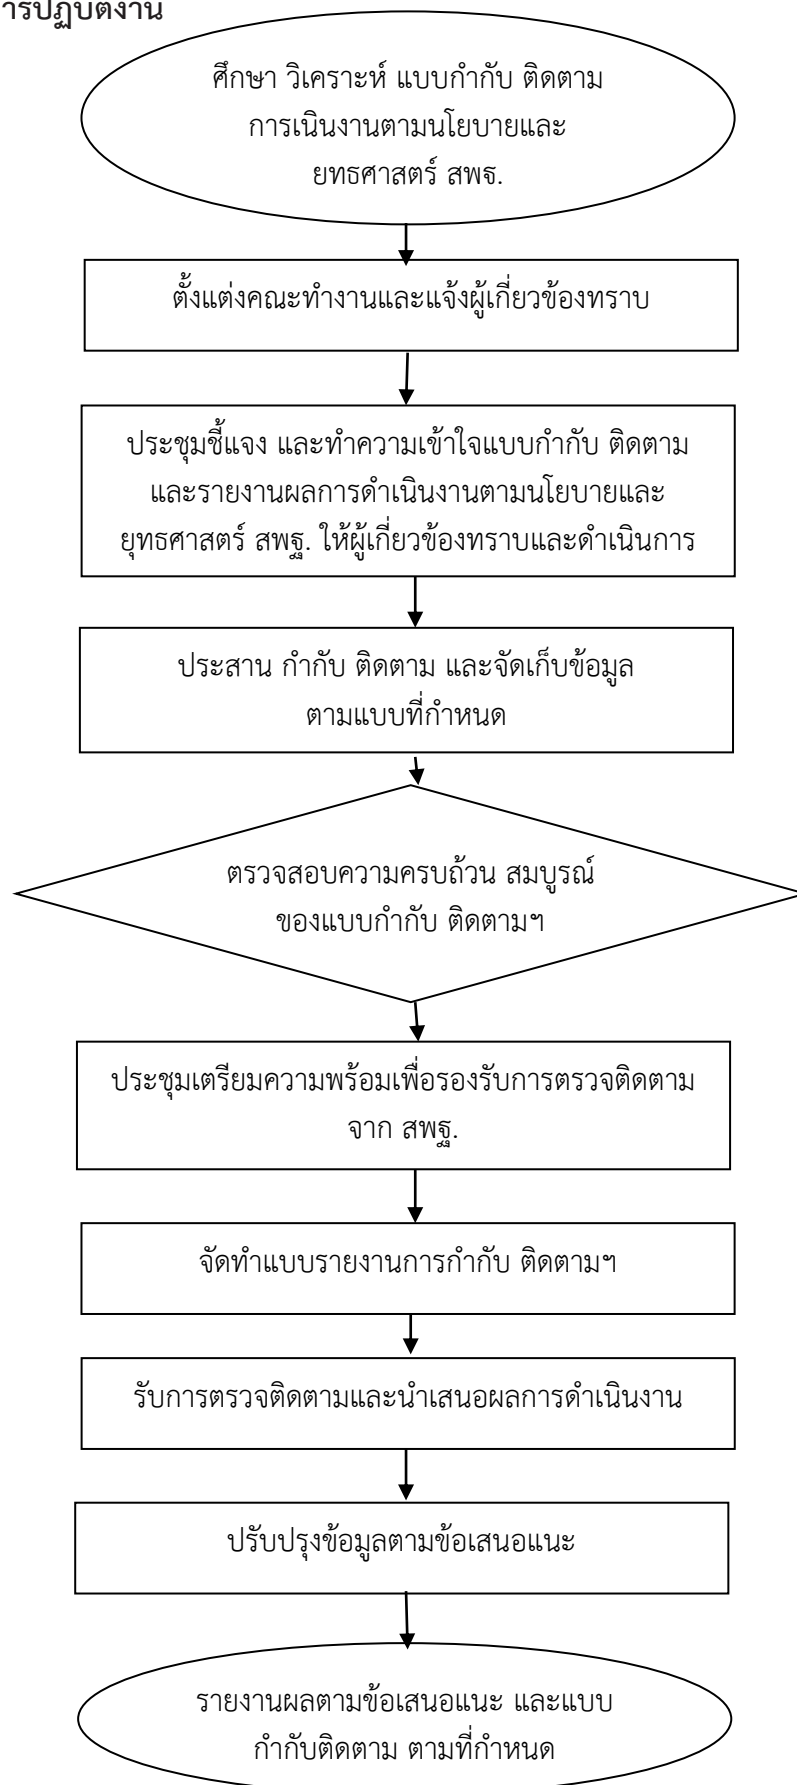 ารปฏิบัติงาน
ศึกษา วิเคราะห์ แบบกำกับ ติดตาม
การเนินงานตามนโยบายและ
ยทธศาสตร์ สพฐ.
ตั้งแต่งคณะทำงานและแจ้งผู้เกี่ยวข้องทราบ
ประชุมชี้แจง และทำความเข้าใจแบบกำกับ ติดตาม
และรายงานผลการดำเนินงานตามนโยบายและ
ยุทธศาสตร์ สพฐ. ให้ผู้เกี่ยวข้องทราบและดำเนินการ
ประสาน กำกับ ติดตาม และจัดเก็บข้อมูล
ตามแบบที่กำหนด
ตรวจสอบความครบถ้วน สมบูรณ์
ของแบบกำกับ ติดตามฯ
ประชุมเตรียมความพร้อมเพื่อรองรับการตรวจติดตาม
จาก สพฐ.
จัดทำแบบรายงานการกำกับ ติดตามฯ
รับการตรวจติดตามและนำเสนอผลการดำเนินงาน
ปรับปรุงข้อมูลตามข้อเสนอแนะ
รายงานผลตามข้อเสนอแนะ และแบบ
กำกับติดตาม ตามที่กำหนด